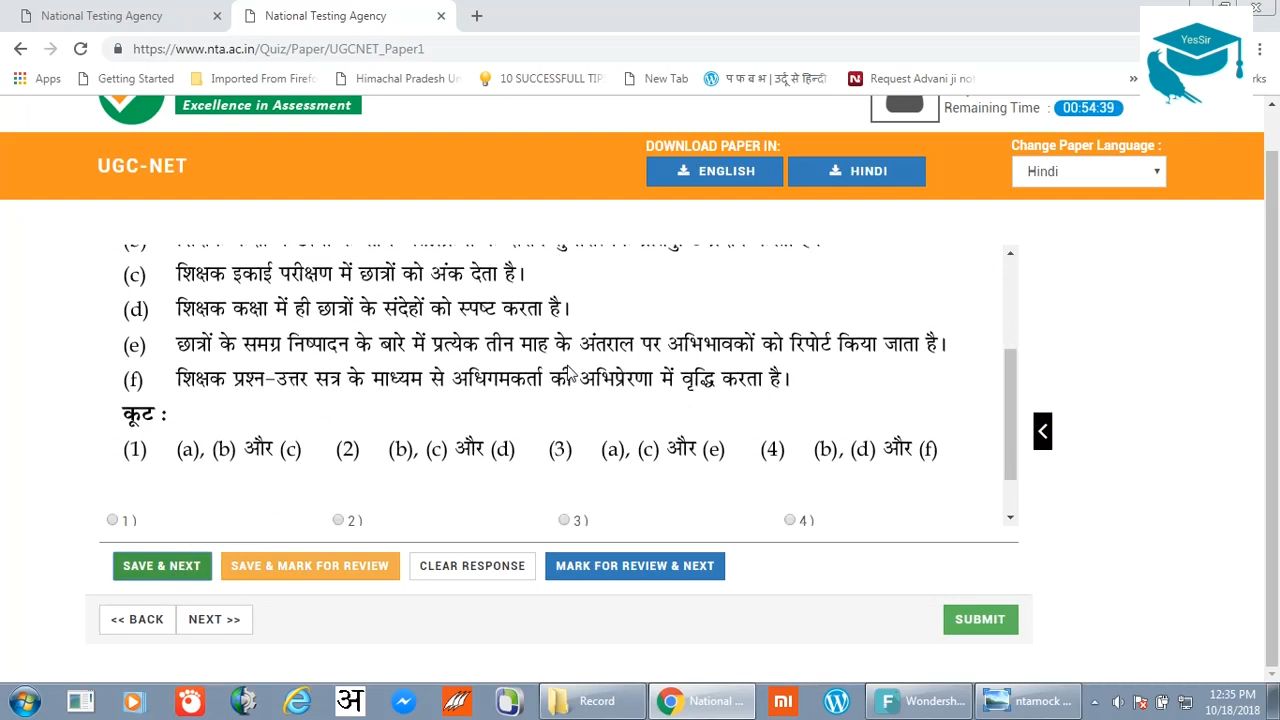 National Testing Agency
National Testing Agency
https://www.nta.ac.in/Quiz/Paper/UGCNET_Paper1
YesSir
Apps Getting Started Imported From Firef Himachal Pradesh Un 10 SUCCESSFULL TIP New Tab प फ ब भ | उर्दू से हिन्दी Request Advani ji not » rks
Excellence in Assessment
Remaining Time : 00:54:39
DOWNLOAD PAPER IN:
Change Paper Language :
UGC-NET
ENGLISH
HINDI
Hindi
(c) शिक्षक इकाई परीक्षण में छात्रों को अंक देता है।
(d) शिक्षक कक्षा में ही छात्रों के संदेहों को स्पष्ट करता है।
(e) छात्रों के समग्र निष्पादन के बारे में प्रत्येक तीन माह के अंतराल पर अभिभावकों को रिपोर्ट किया जाता है।
(f) शिक्षक प्रश्न-उत्तर सत्र के माध्यम से अधिगमकर्ता की अभिप्रेरणा में वृद्धि करता है।
कूट :
(1) (a), (b) और (c) (2) (b), (c) और (d) (3) (a), (c) और (e) (4) (b), (d) और (f)
1 ) 2 ) 3 ) 4 )
SAVE & NEXT SAVE & MARK FOR REVIEW CLEAR RESPONSE MARK FOR REVIEW & NEXT
<< BACK NEXT >> SUBMIT
अ Record National ... mi Wondersh... ntamock ... 12:35 PM
10/18/2018